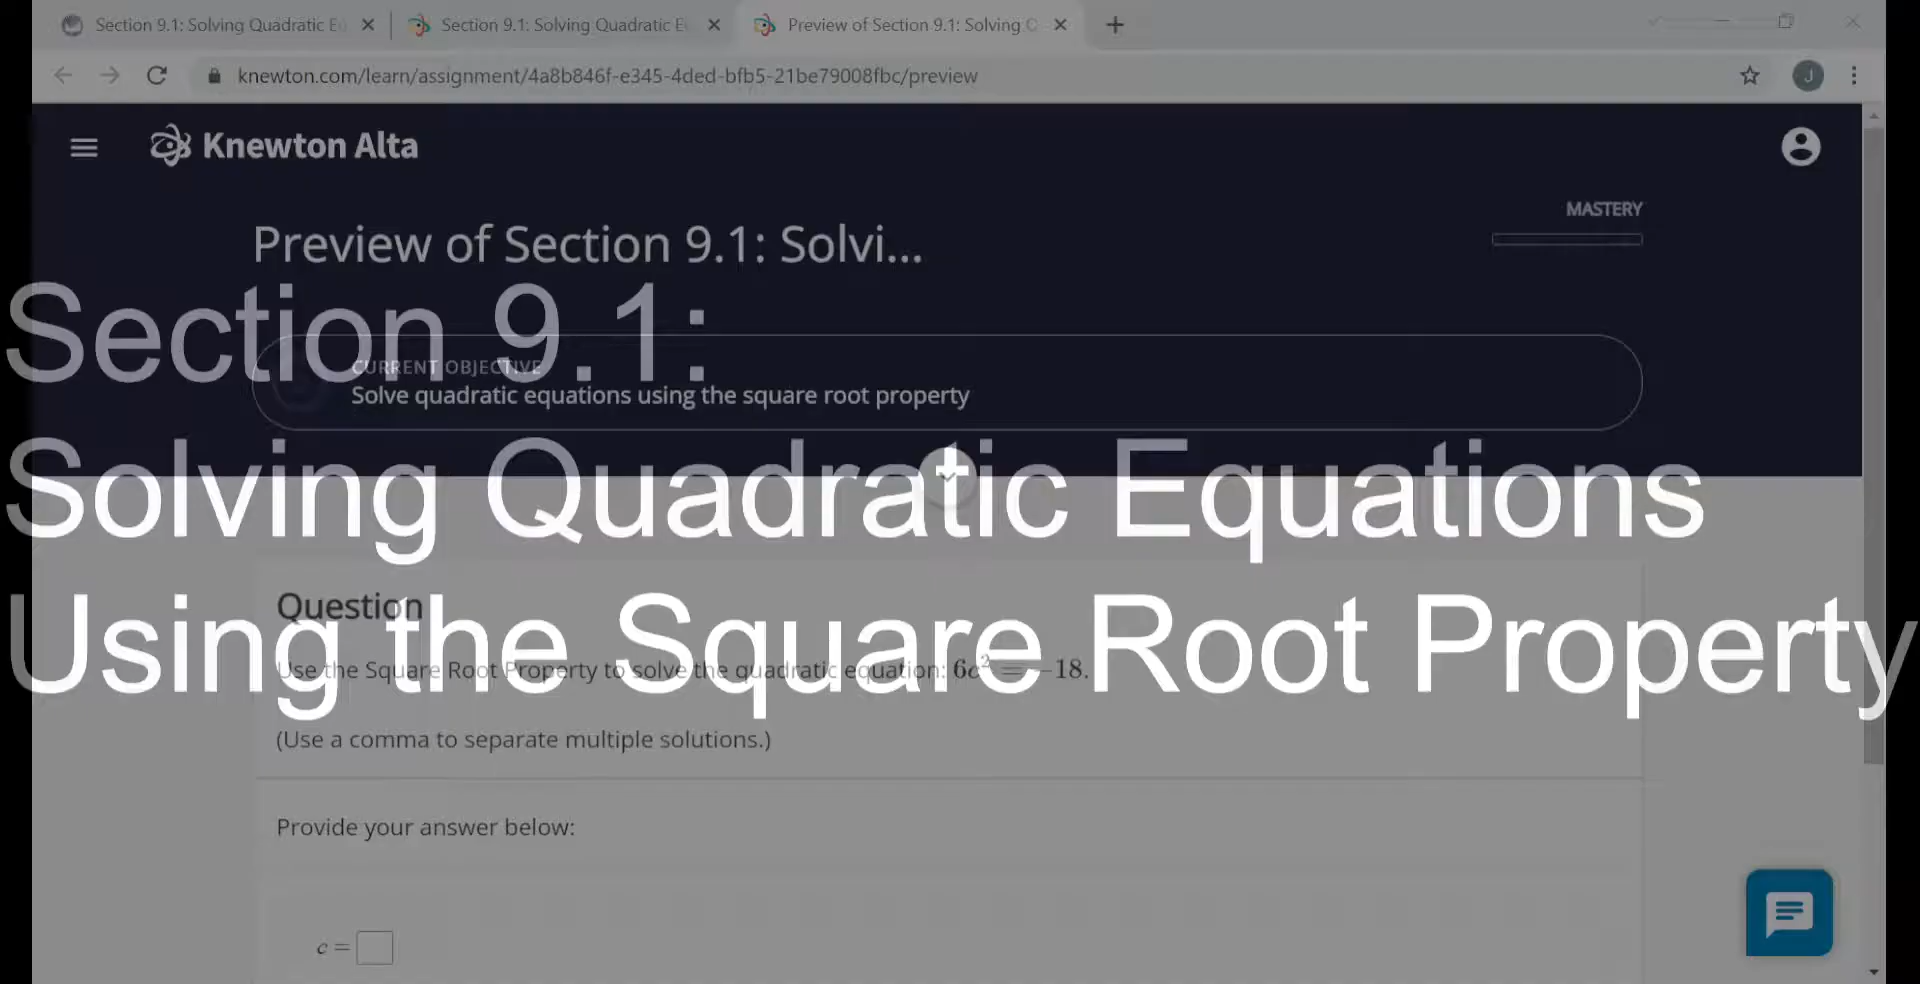 Section 9.1: Solving Quadratic E
Section 9.1: Solving Quadratic E
Preview of Section 9.1: Solving
knewton.com/learn/assignment/4a8b846f-e345-4ded-bfb5-21be79008fbc/preview
J
Knewton Alta
MASTERY
Preview of Section 9.1: Solvi...
Section 9.1:
CURRENT OBJECTIVE
Solve quadratic equations using the square root property
Solving Quadratic Equations
Question
Using the Square Root Property
Use the Square Root Property to solve the quadratic equation: 6c² = −18.
(Use a comma to separate multiple solutions.)
Provide your answer below:
c =